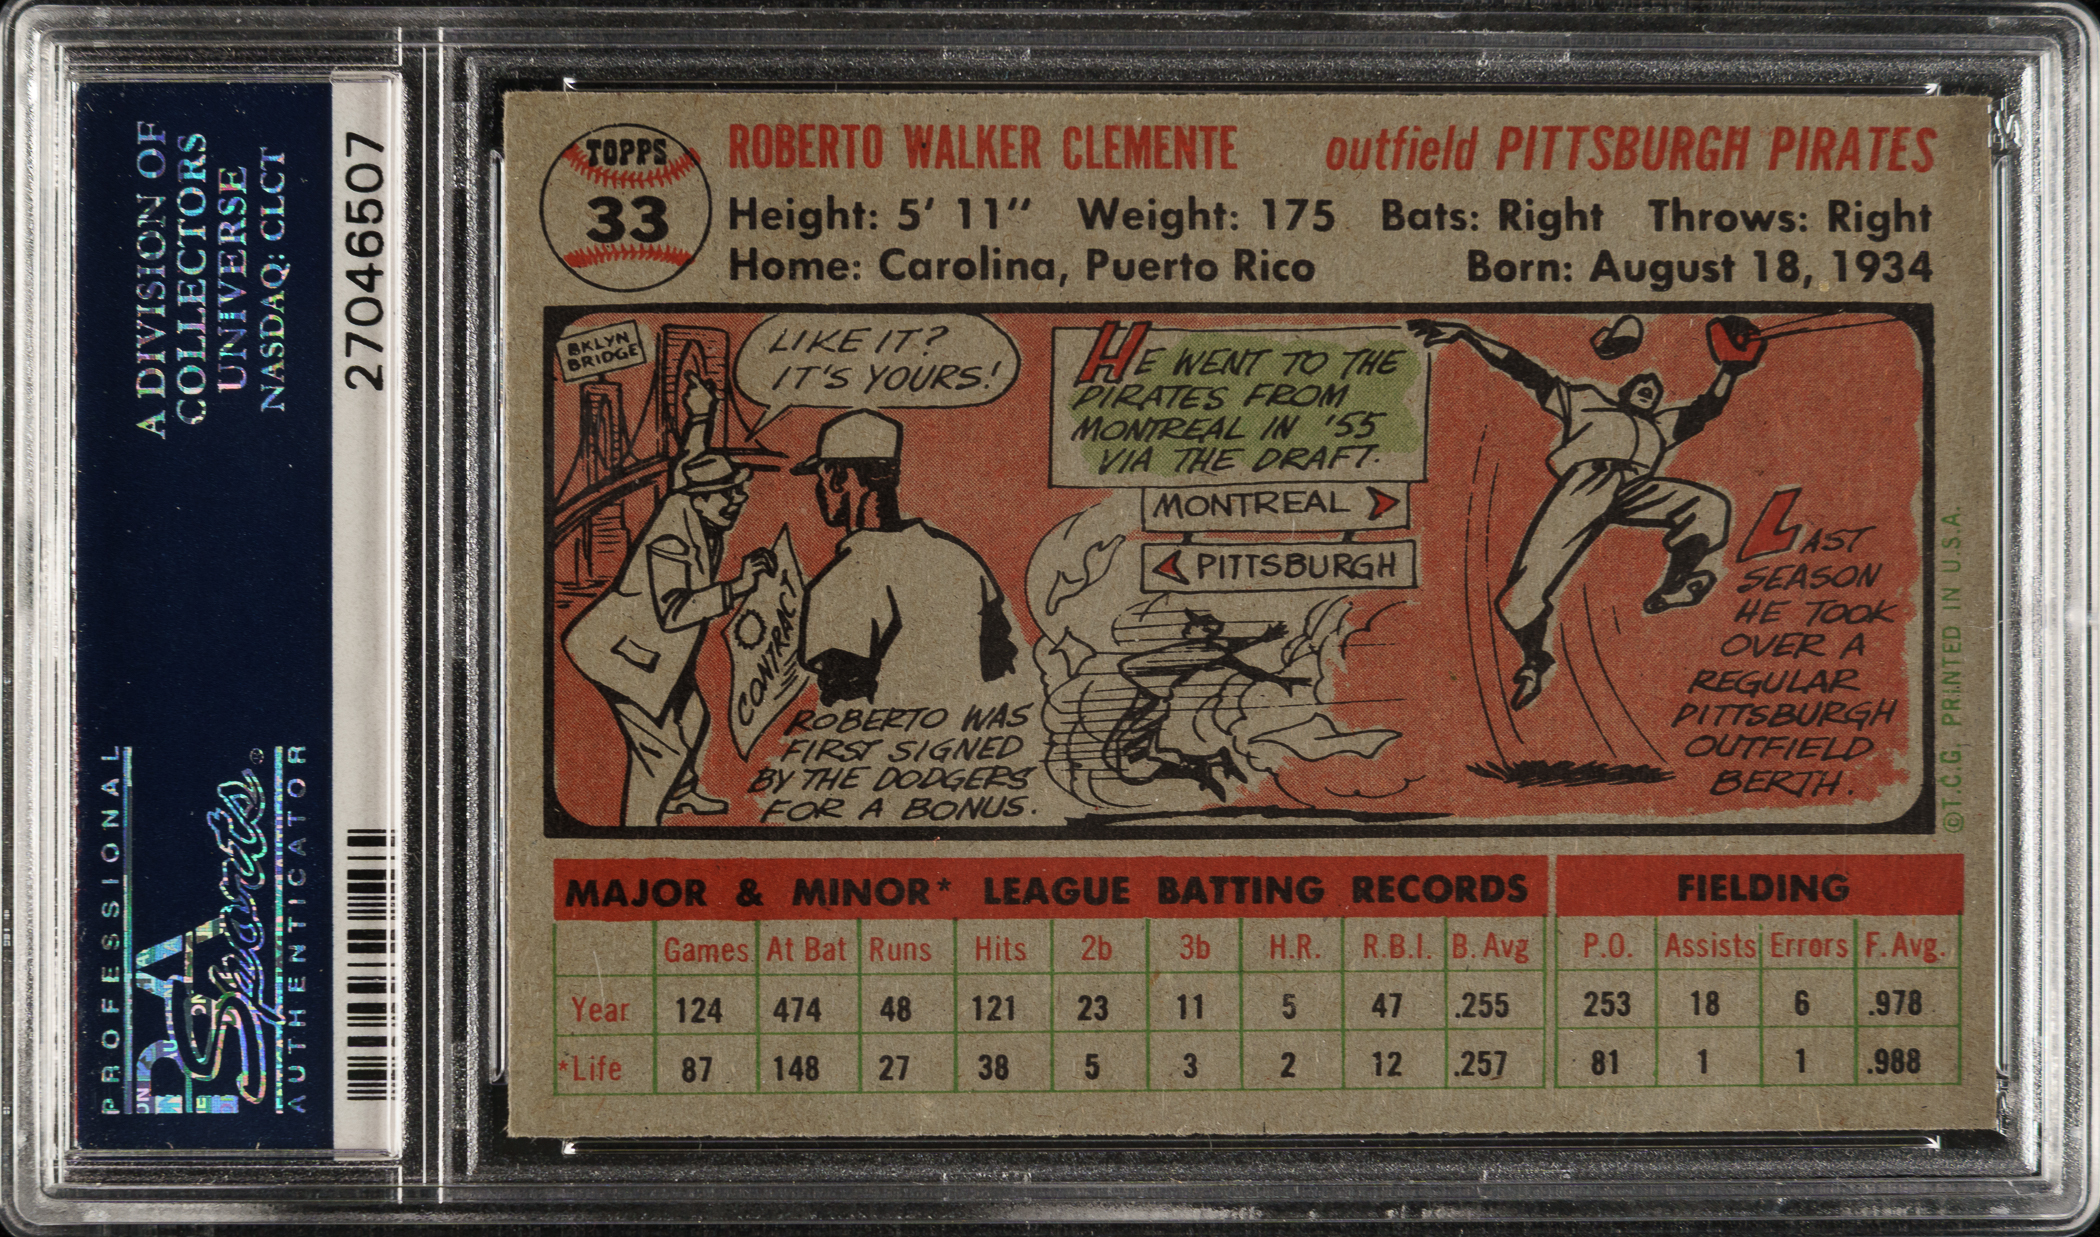 A DIVISION OF
COLLECTORS
UNIVERSE
NASDAQ: CLCT
PROFESSIONAL
PSA
Sports®
AUTHENTICATOR
27046507
TOPPS
33
ROBERTO WALKER CLEMENTE outfield PITTSBURGH PIRATES
Height: 5' 11" Weight: 175 Bats: Right Throws: Right
Home: Carolina, Puerto Rico Born: August 18, 1934
BKLYN
BRIDGE
LIKE IT?
IT'S YOURS!
CONTRACT
ROBERTO WAS
FIRST SIGNED
BY THE DODGERS
FOR A BONUS.
HE WENT TO THE
PIRATES FROM
MONTREAL IN '55
VIA THE DRAFT.
MONTREAL
PITTSBURGH
LAST
SEASON
HE TOOK
OVER A
REGULAR
PITTSBURGH
OUTFIELD
BERTH.
© T.C.G. PRINTED IN U.S.A.
MAJOR & MINOR* LEAGUE BATTING RECORDS FIELDING
Games At Bat Runs Hits 2b 3b H.R. R.B.I. B. Avg P.O. Assists Errors F. Avg.
Year 124 474 48 121 23 11 5 47 .255 253 18 6 .978
*Life 87 148 27 38 5 3 2 12 .257 81 1 1 .988